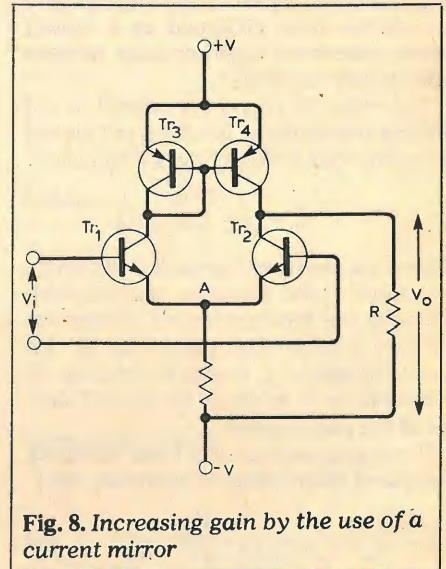 +V
Tr3 Tr4
Tr1 A Tr2
Vi R Vo
-V
Fig. 8. Increasing gain by the use of a
current mirror